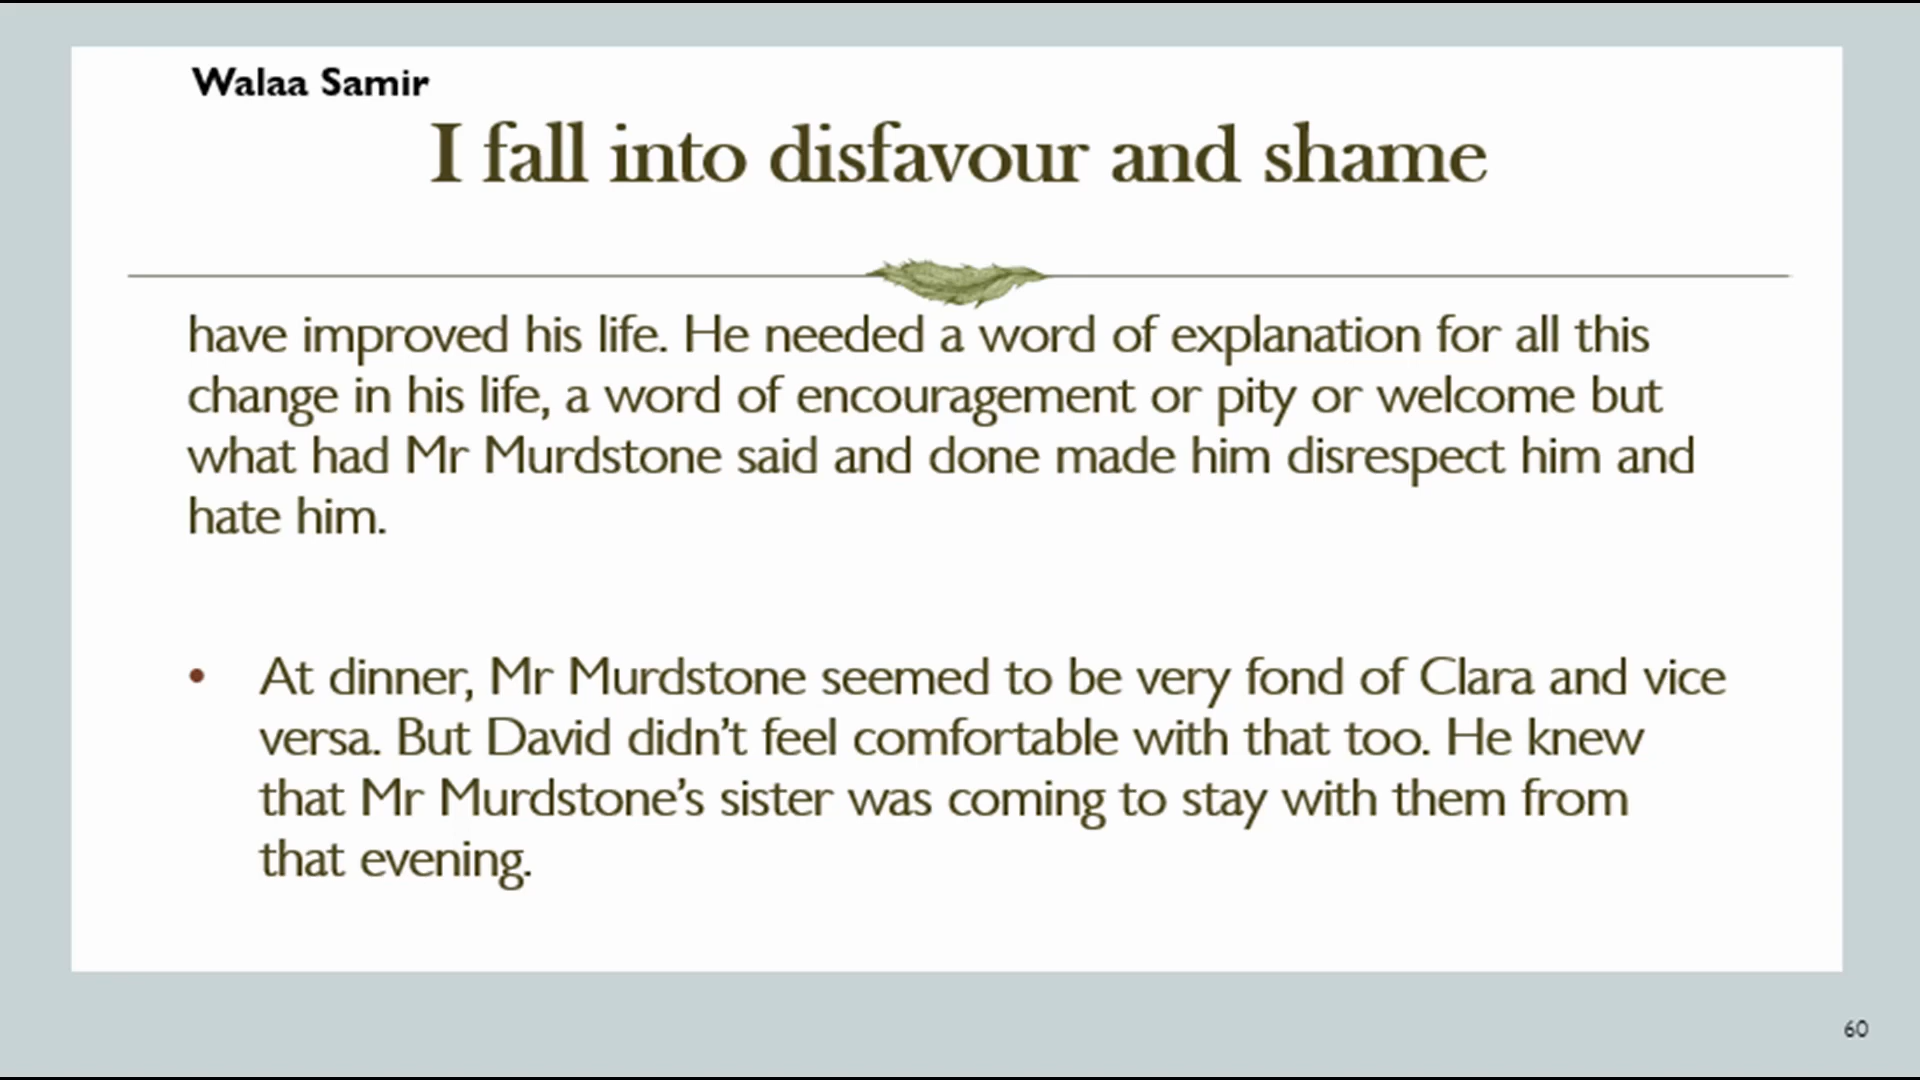 Walaa Samir
I fall into disfavour and shame
have improved his life. He needed a word of explanation for all this
change in his life, a word of encouragement or pity or welcome but
what had Mr Murdstone said and done made him disrespect him and
hate him.
• At dinner, Mr Murdstone seemed to be very fond of Clara and vice
versa. But David didn't feel comfortable with that too. He knew
that Mr Murdstone's sister was coming to stay with them from
that evening.
60